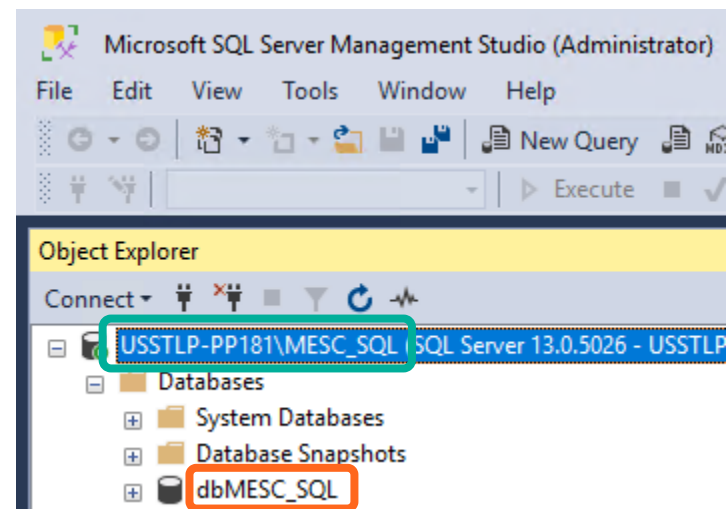 Microsoft SQL Server Management Studio (Administrator)
File Edit View Tools Window Help
New Query
Execute
Object Explorer
Connect
USSTLP-PP181\MESC_SQL (SQL Server 13.0.5026 - USSTLP
Databases
System Databases
Database Snapshots
dbMESC_SQL